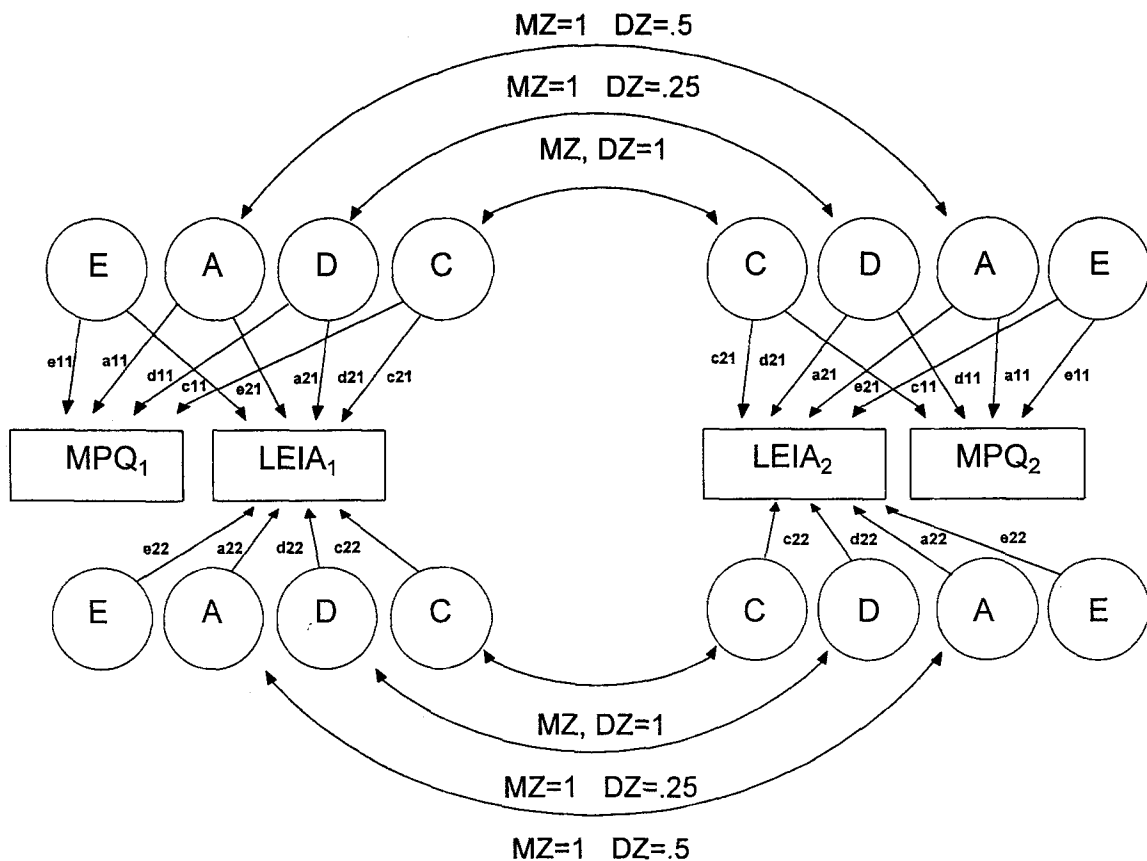 MZ=1 DZ=.5
MZ=1 DZ=.25
MZ, DZ=1
E A D C C D A E
e11 a11 d11 c11 e21 a21 d21 c21 c21 d21 a21 e21 c11 d11 a11 e11
MPQ1 LEIA1 LEIA2 MPQ2
e22 a22 d22 c22 c22 d22 a22 e22
E A D C C D A E
MZ, DZ=1
MZ=1 DZ=.25
MZ=1 DZ=.5